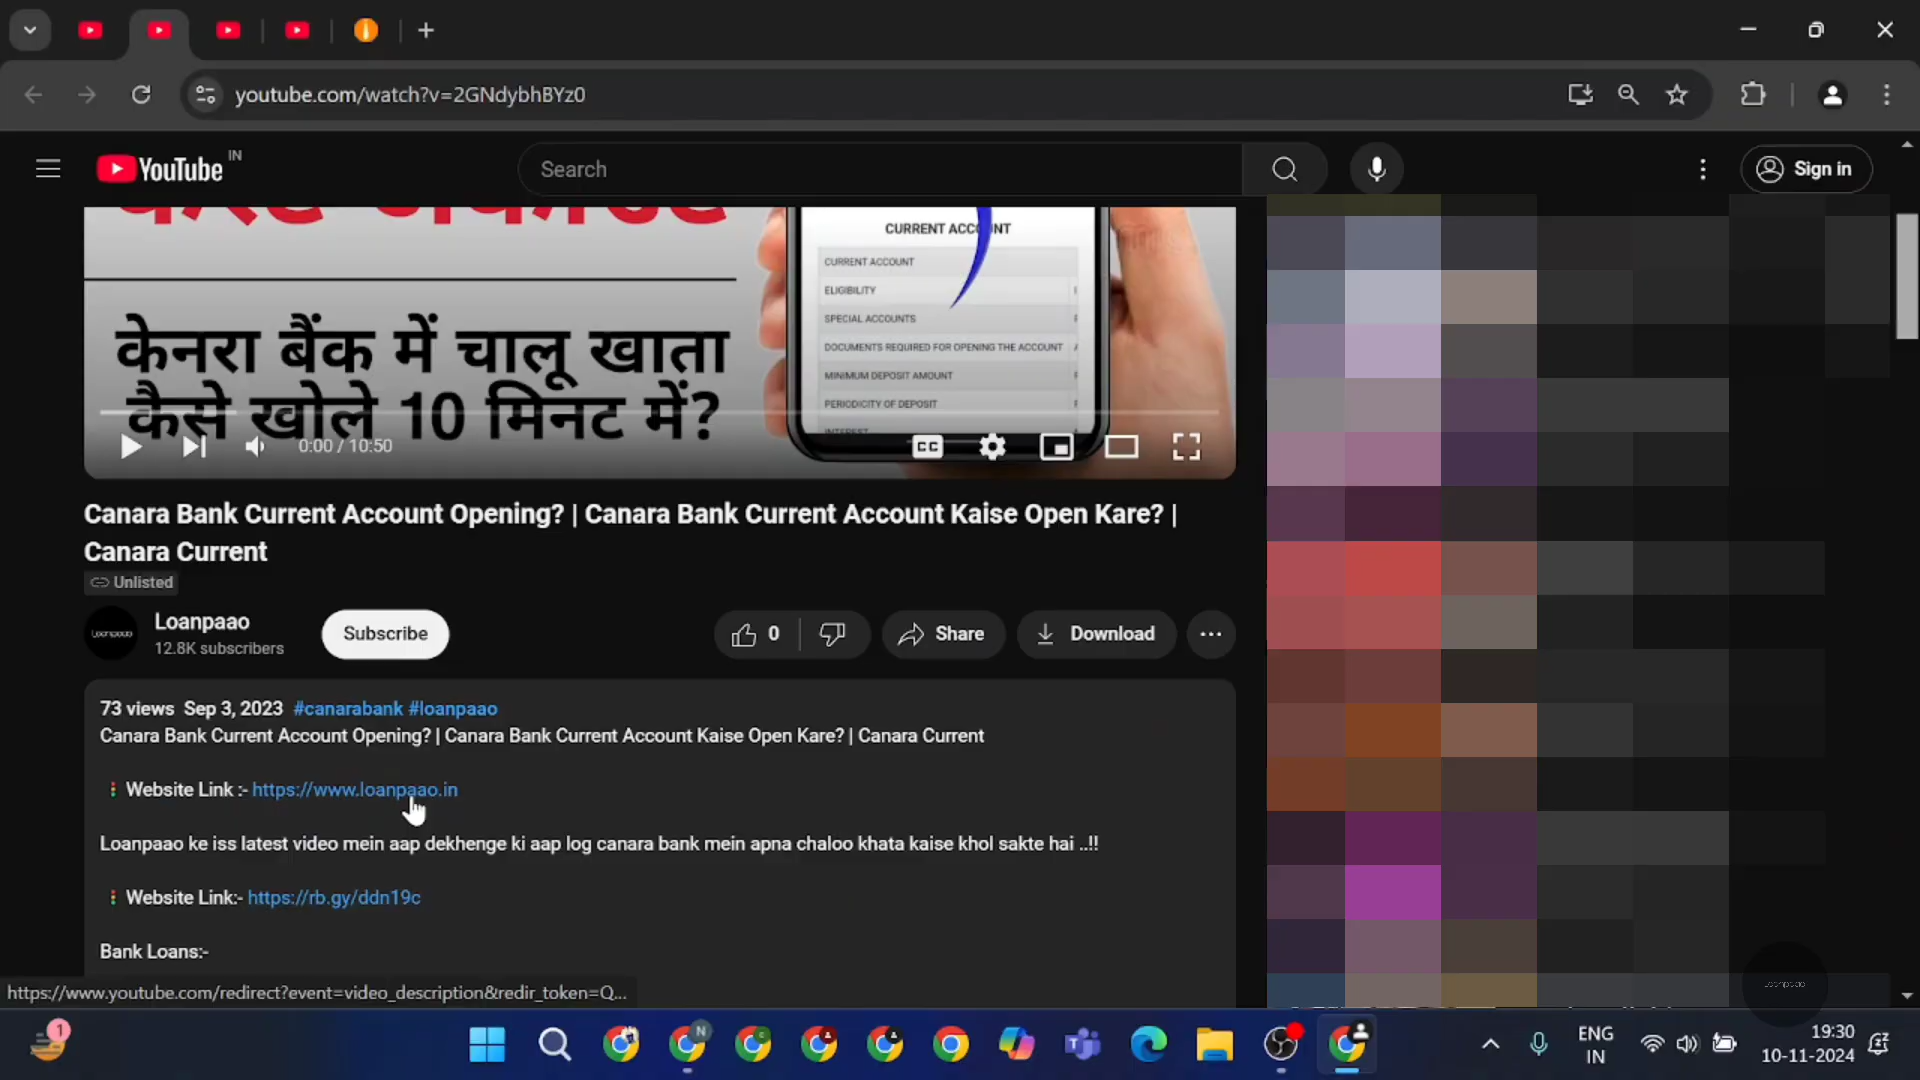 youtube.com/watch?v=2GNdybhBYz0
YouTube IN
Search
Sign in
CURRENT ACCOUNT
CURRENT ACCOUNT
ELIGIBILITY
SPECIAL ACCOUNTS
DOCUMENTS REQUIRED FOR OPENING THE ACCOUNT
MINIMUM DEPOSIT AMOUNT
PERIODICITY OF DEPOSIT
केनरा बैंक में चालू खाता
कैसे खोले 10 मिनट में?
0:00 / 10:50
CC
Canara Bank Current Account Opening? | Canara Bank Current Account Kaise Open Kare? |
Canara Current
Unlisted
Loanpaao
Loanpaao
12.8K subscribers
Subscribe
0
Share
Download
73 views Sep 3, 2023 #canarabank #loanpaao
Canara Bank Current Account Opening? | Canara Bank Current Account Kaise Open Kare? | Canara Current
Website Link :- https://www.loanpaao.in
Loanpaao ke iss latest video mein aap dekhenge ki aap log canara bank mein apna chaloo khata kaise khol sakte hai ..!!
Website Link:- https://rb.gy/ddn19c
Bank Loans:-
https://www.youtube.com/redirect?event=video_description&redir_token=Q...
Loanpaao
1
N
ENG
IN
19:30
10-11-2024